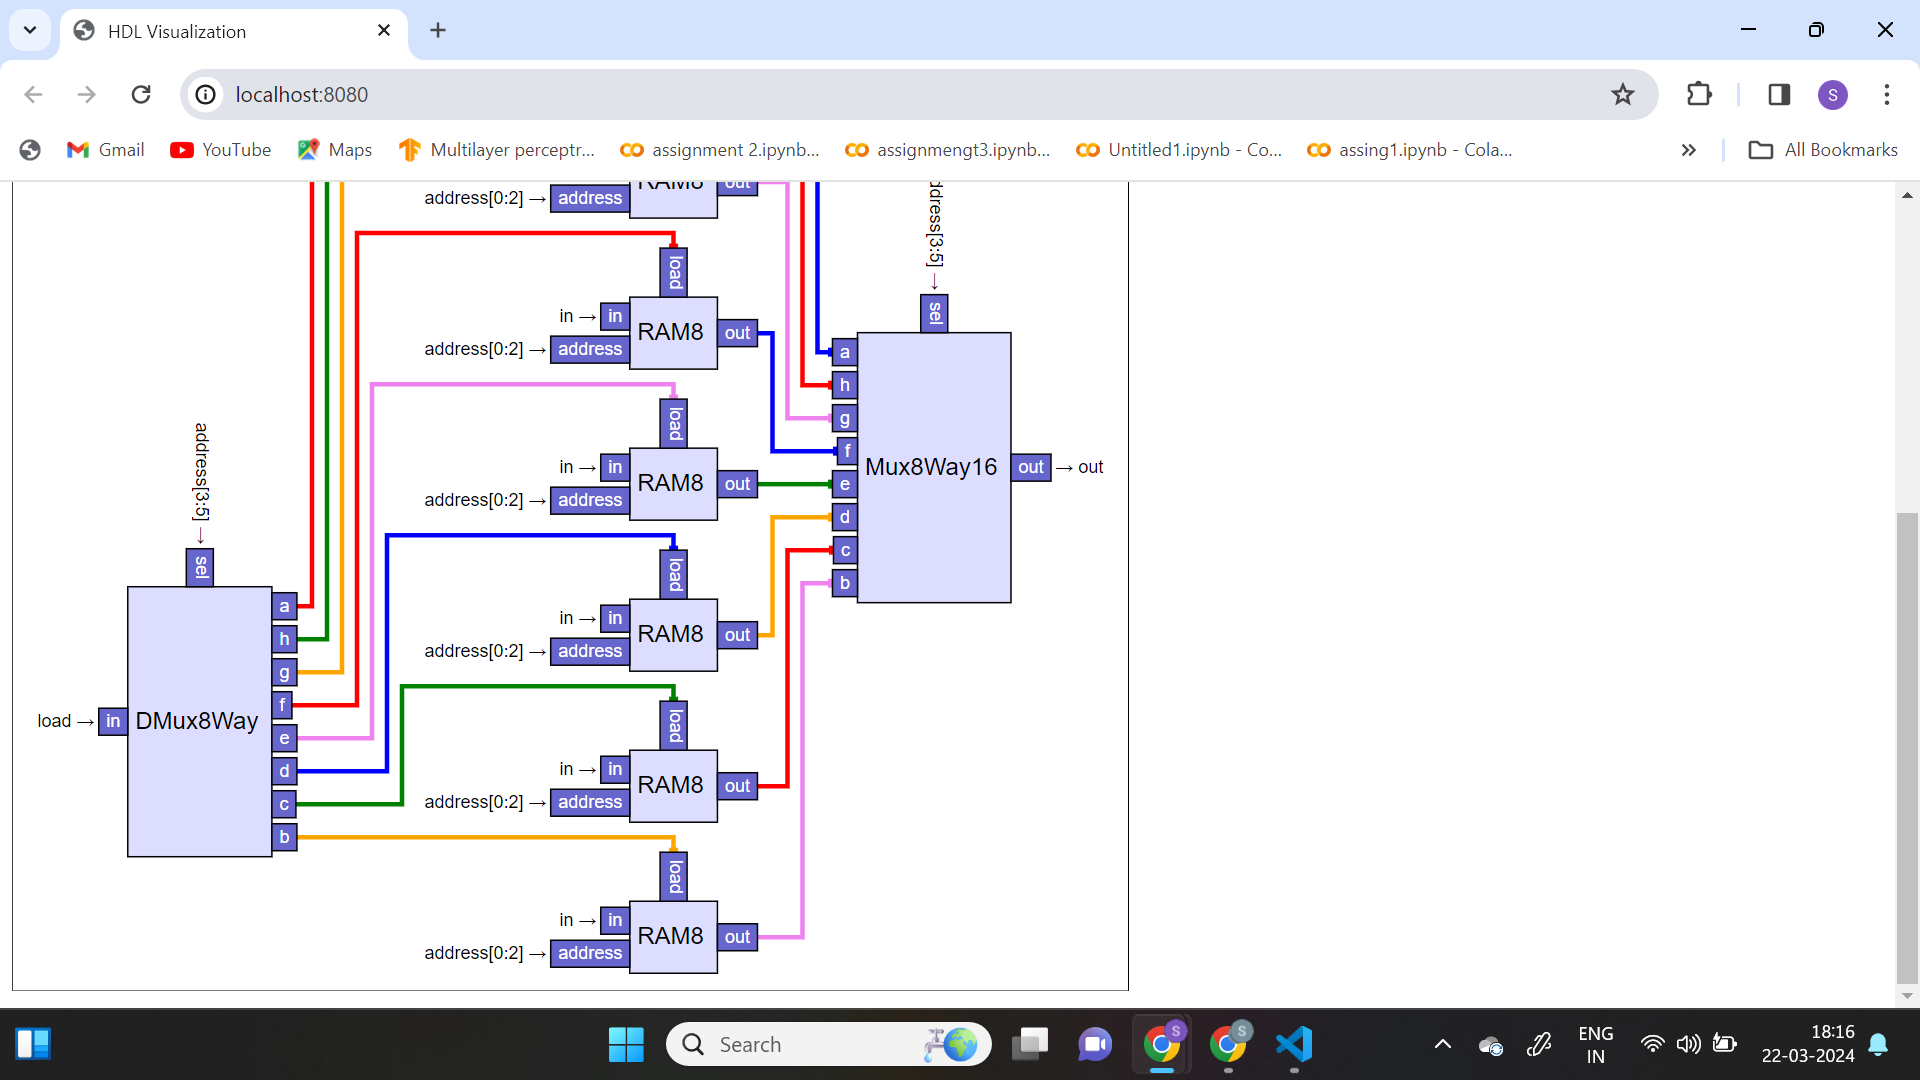 HDL Visualization
localhost:8080
S
Gmail
YouTube
Maps
Multilayer perceptr...
assignment 2.ipynb...
assignmengt3.ipynb...
Untitled1.ipynb - Co...
assing1.ipynb - Cola...
»
All Bookmarks
address[0:2] → address RAM8 out
ddress[3:5] →
load
sel
in → in RAM8 out
address[0:2] → address
a
h
g
f
e
d
c
b
Mux8Way16
out → out
load
in → in RAM8 out
address[0:2] → address
address[3:5] →
sel
load
in → in RAM8 out
address[0:2] → address
a
h
g
f
e
d
c
b
load → in DMux8Way
load
in → in RAM8 out
address[0:2] → address
load
in → in RAM8 out
address[0:2] → address
Search
S
S
ENG
IN
18:16
22-03-2024